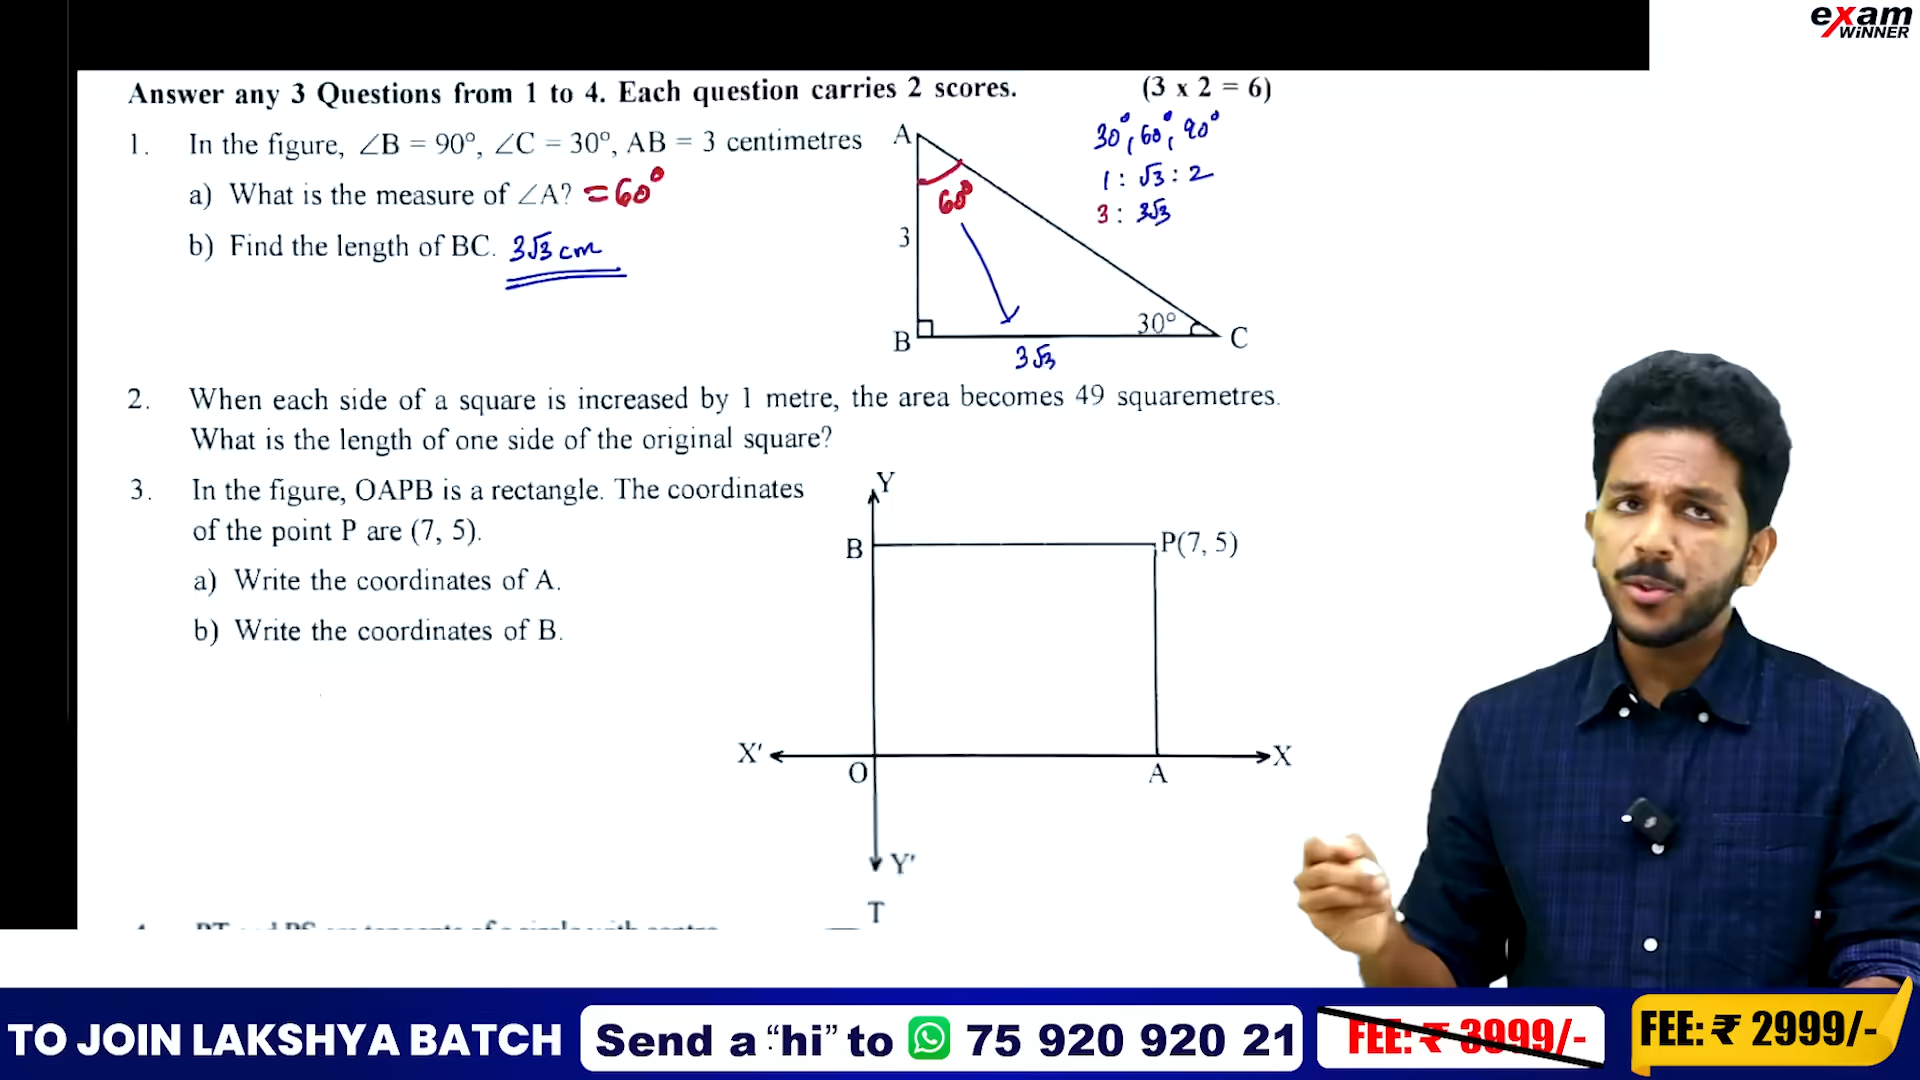 exam
WiNNER
Answer any 3 Questions from 1 to 4. Each question carries 2 scores. (3 x 2 = 6)
1. In the figure, ∠B = 90°, ∠C = 30°, AB = 3 centimetres
a) What is the measure of ∠A? = 60°
b) Find the length of BC. 3√3 cm
A
60°
3
B
30°
C
3√3
30°, 60°, 90°
1 : √3 : 2
3 : 3√3
2. When each side of a square is increased by 1 metre, the area becomes 49 squaremetres.
What is the length of one side of the original square?
3. In the figure, OAPB is a rectangle. The coordinates
of the point P are (7, 5).
a) Write the coordinates of A.
b) Write the coordinates of B.
Y
B
P(7, 5)
X'
O
A
X
Y'
T
TO JOIN LAKSHYA BATCH
Send a “hi” to 75 920 920 21
FEE: ₹ 3999/-
FEE: ₹ 2999/-